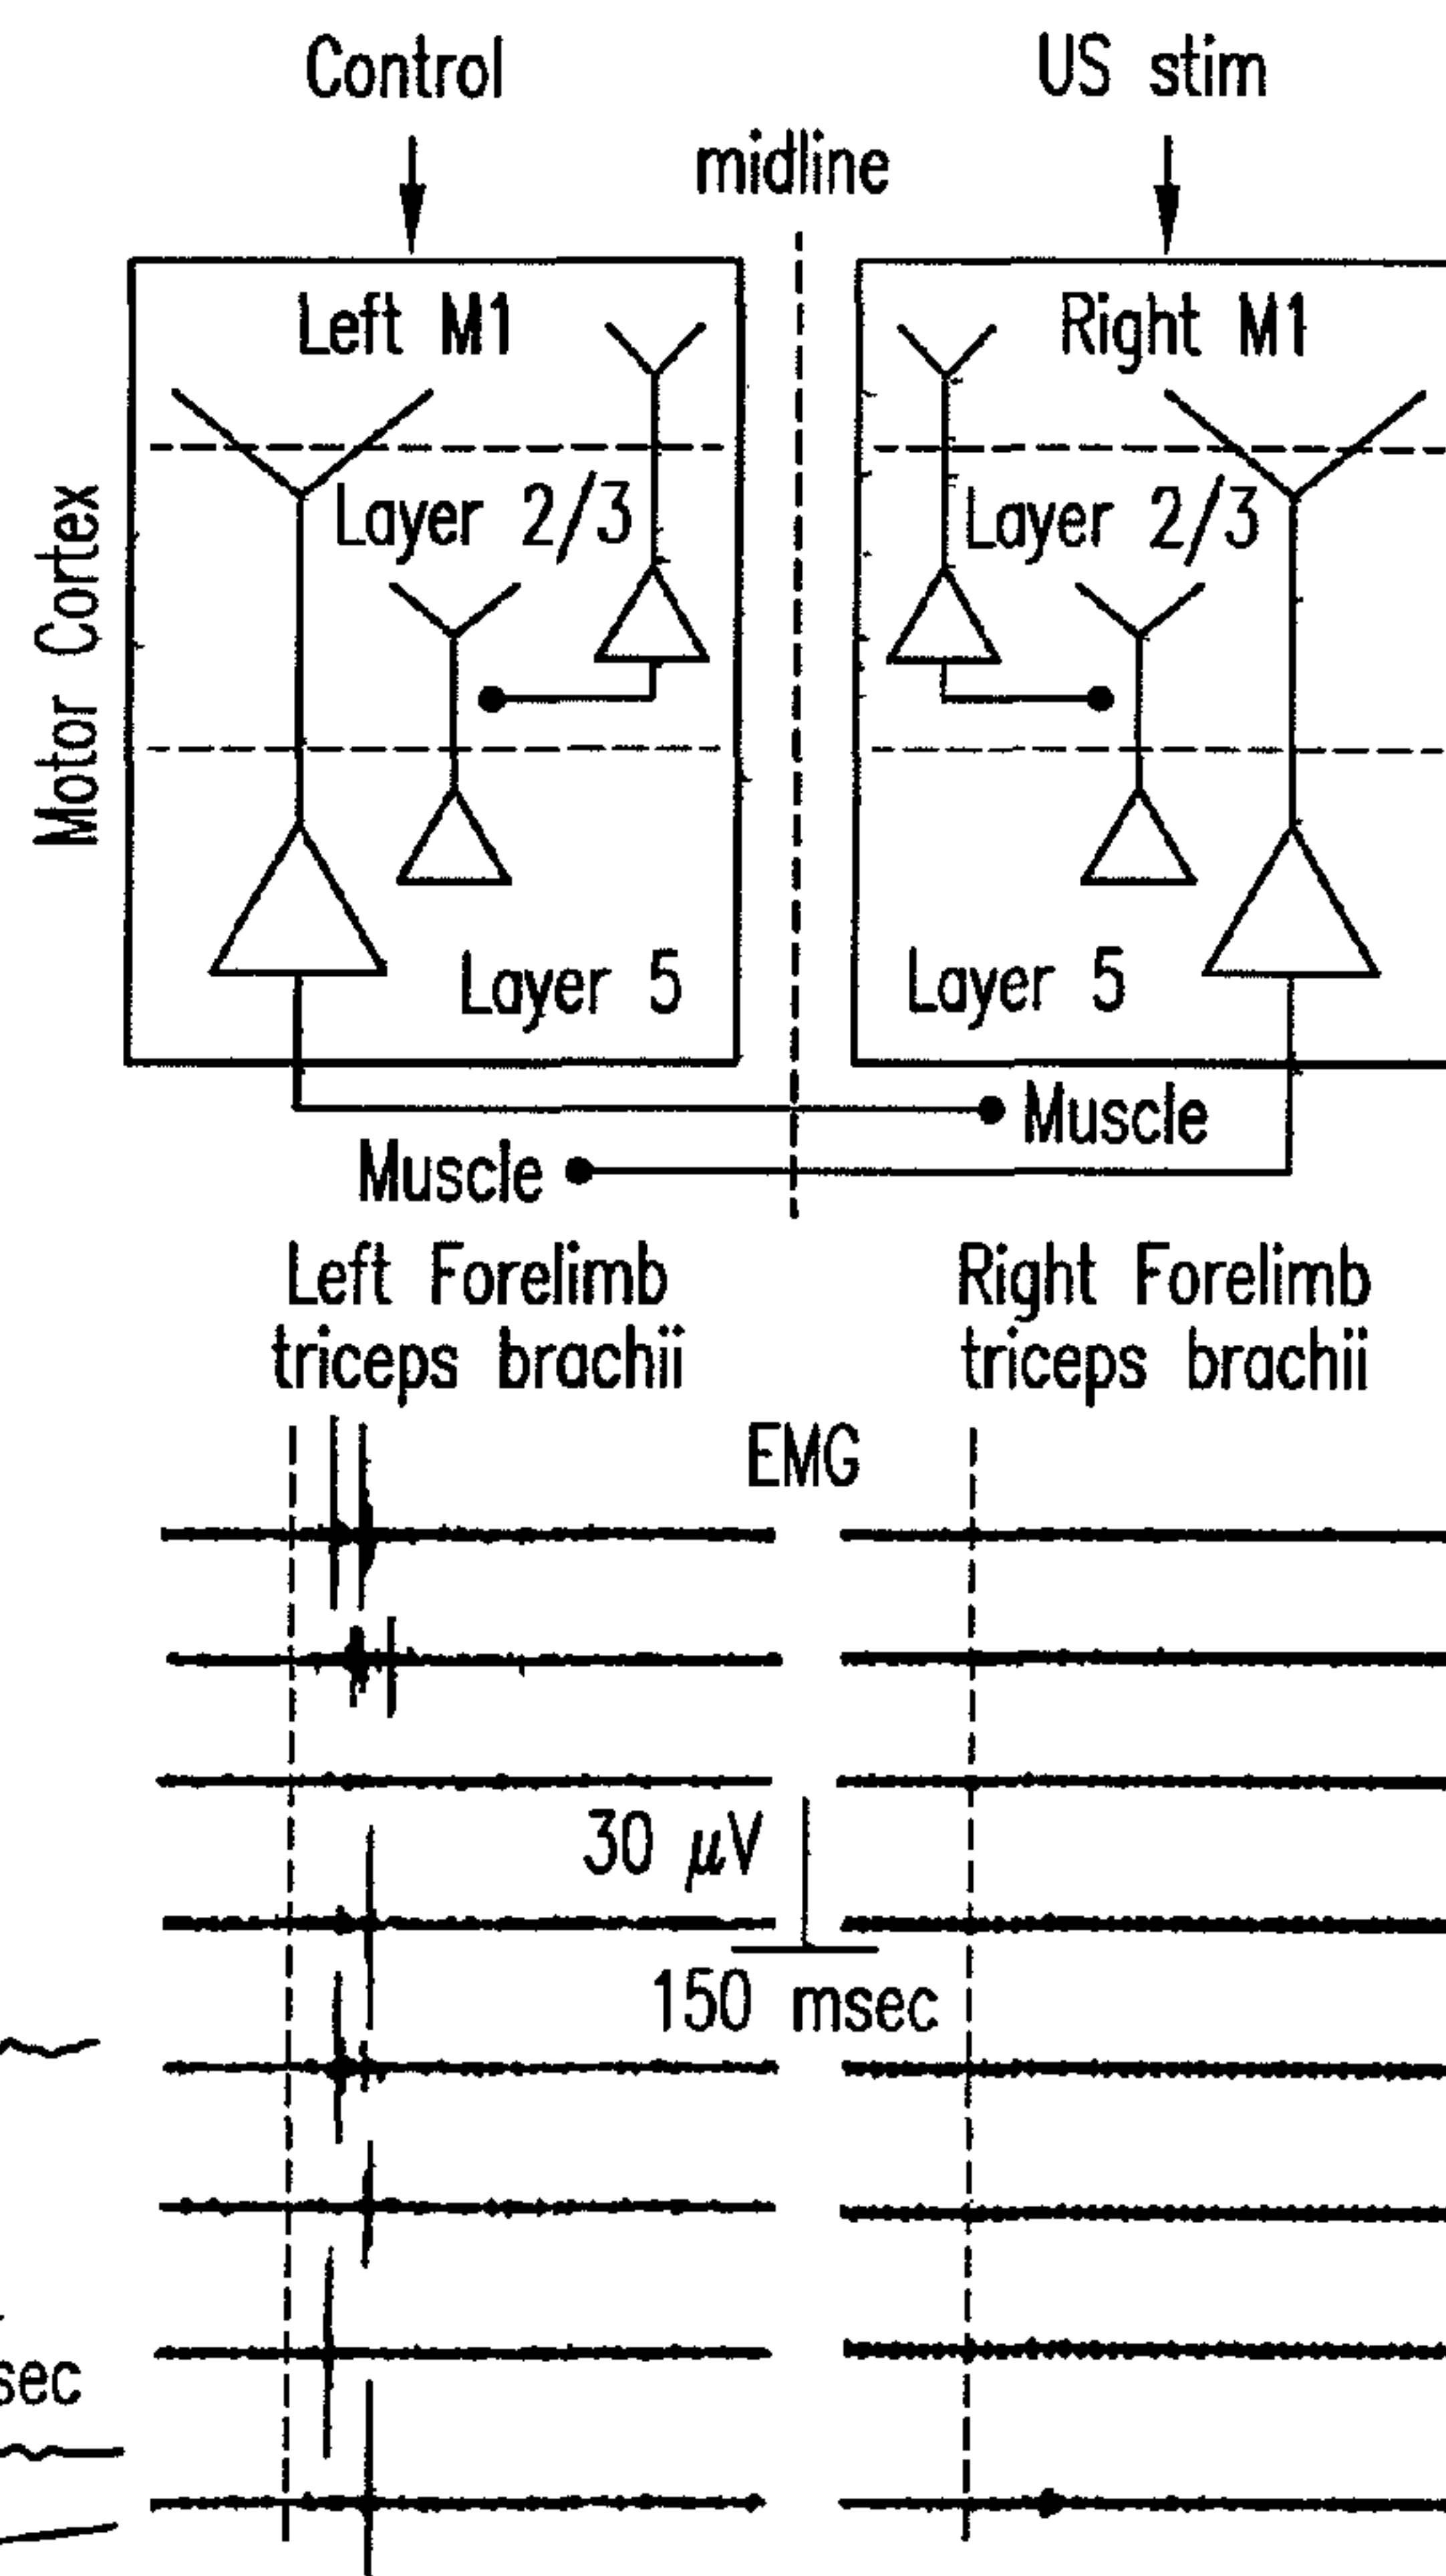 Control
US stim
midline
Left M1
Right M1
Motor Cortex
Layer 2/3
Layer 2/3
Layer 5
Layer 5
Muscle
Muscle
Left Forelimb
triceps brachii
Right Forelimb
triceps brachii
EMG
30 μV
150 msec
sec